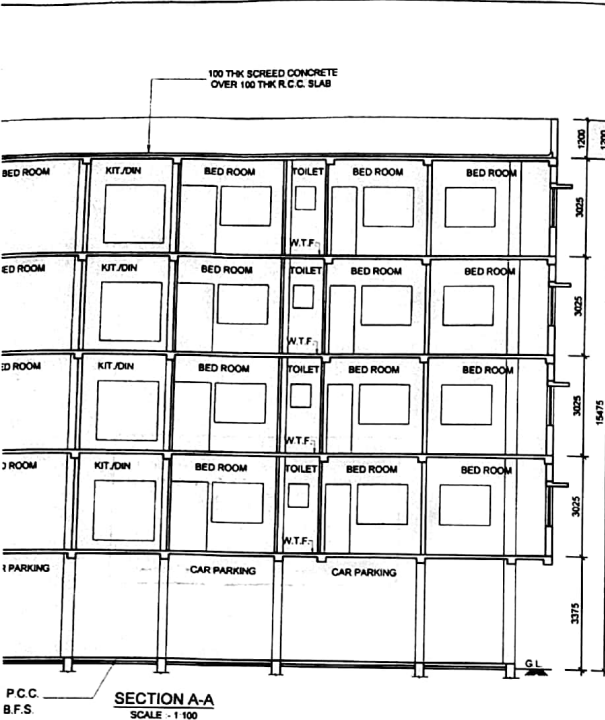 100 THK SCREED CONCRETE
OVER 100 THK R.C.C. SLAB
1200
1200
BED ROOM KIT./DIN BED ROOM TOILET BED ROOM BED ROOM
3025
W.T.F.
ED ROOM KIT./DIN BED ROOM TOILET BED ROOM BED ROOM
3025
W.T.F.
D ROOM KIT./DIN BED ROOM TOILET BED ROOM BED ROOM
3025
15475
W.T.F.
ROOM KIT./DIN BED ROOM TOILET BED ROOM BED ROOM
3025
W.T.F.
R PARKING CAR PARKING CAR PARKING
3375
G L
P.C.C.
B.F.S.
SECTION A-A
SCALE :- 1:100